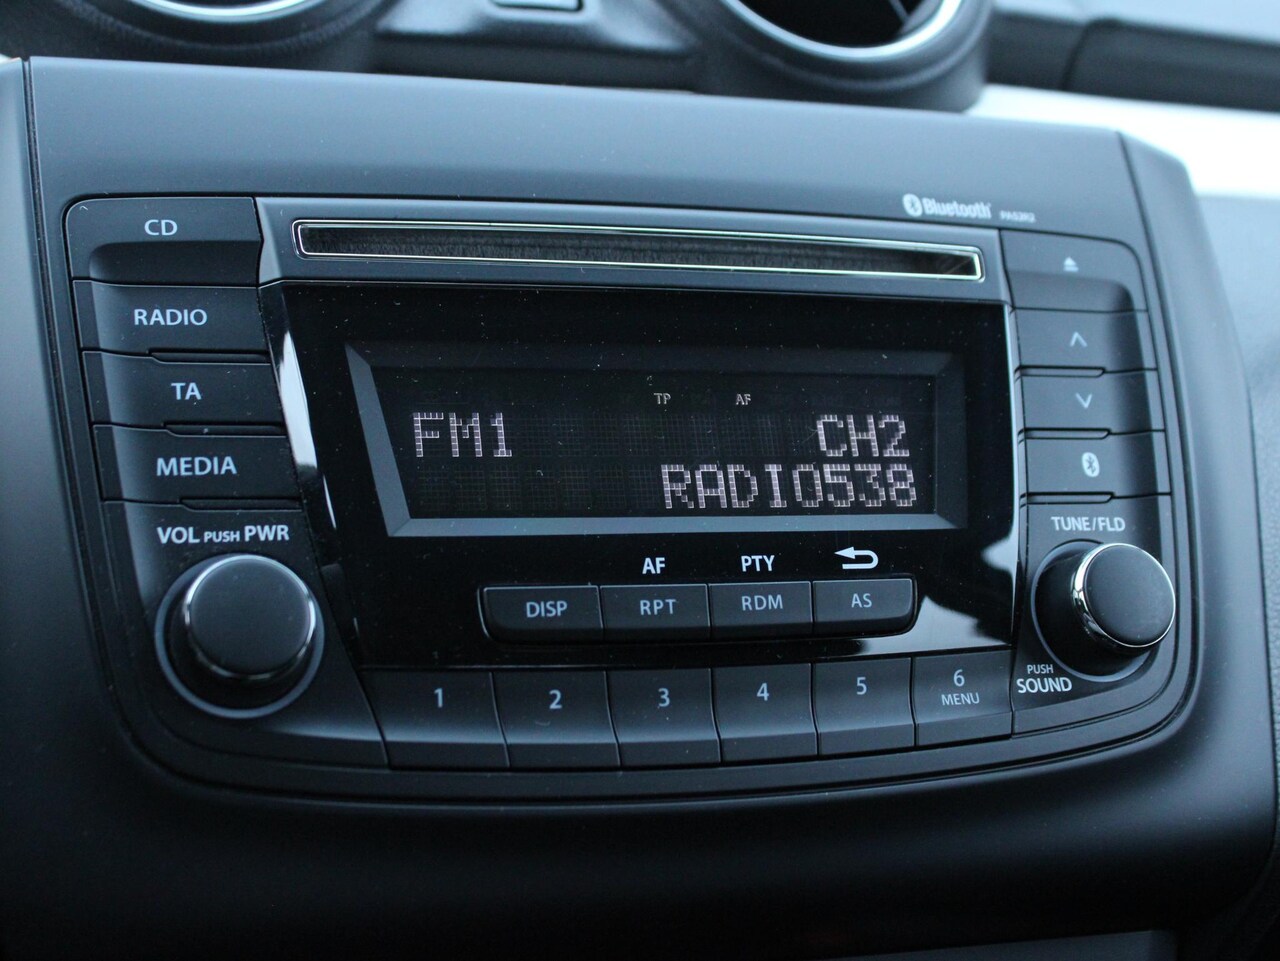 Bluetooth
CD
RADIO
TA
MEDIA
VOL PUSH PWR
TP AF
FM1 CH2
RADIO538
AF PTY
DISP RPT RDM AS
1 2 3 4 5 6
MENU
TUNE/FLD
PUSH
SOUND